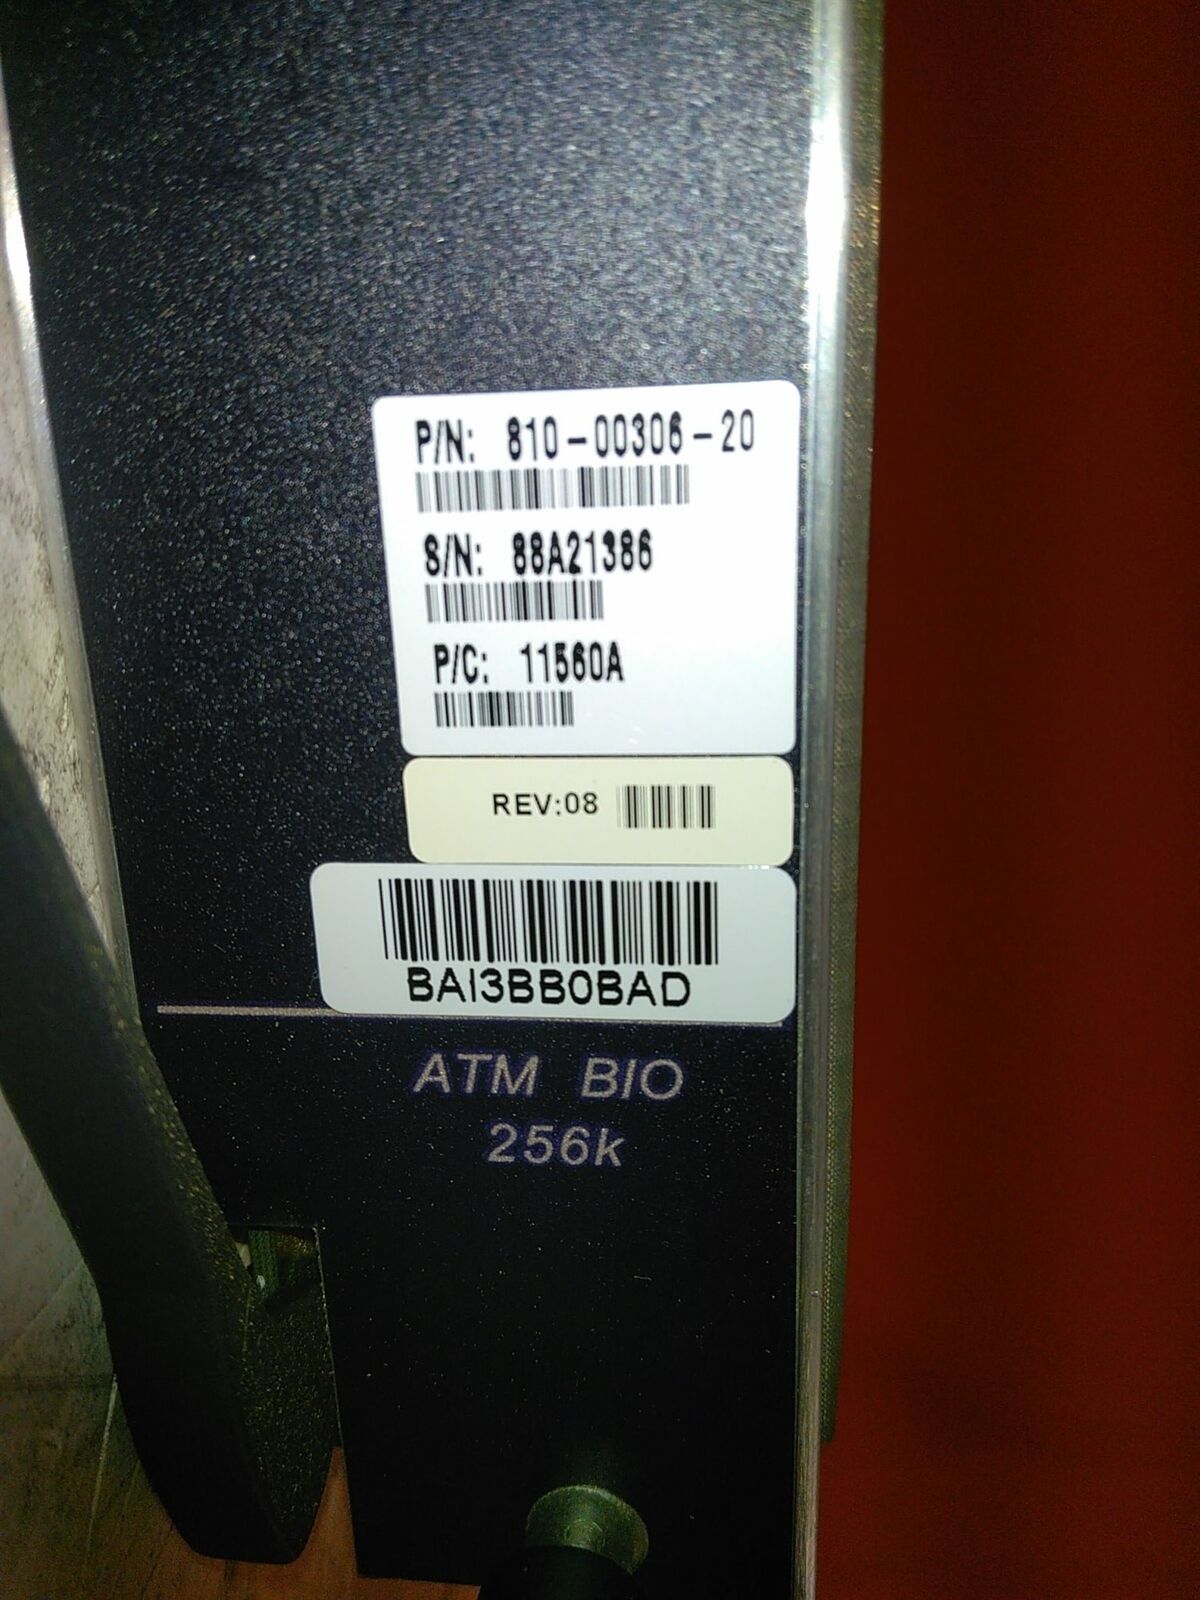 P/N: 810-00306-20
S/N: 88A21386
P/C: 11560A
REV:08
BAI3BB0BAD
ATM BIO
256k